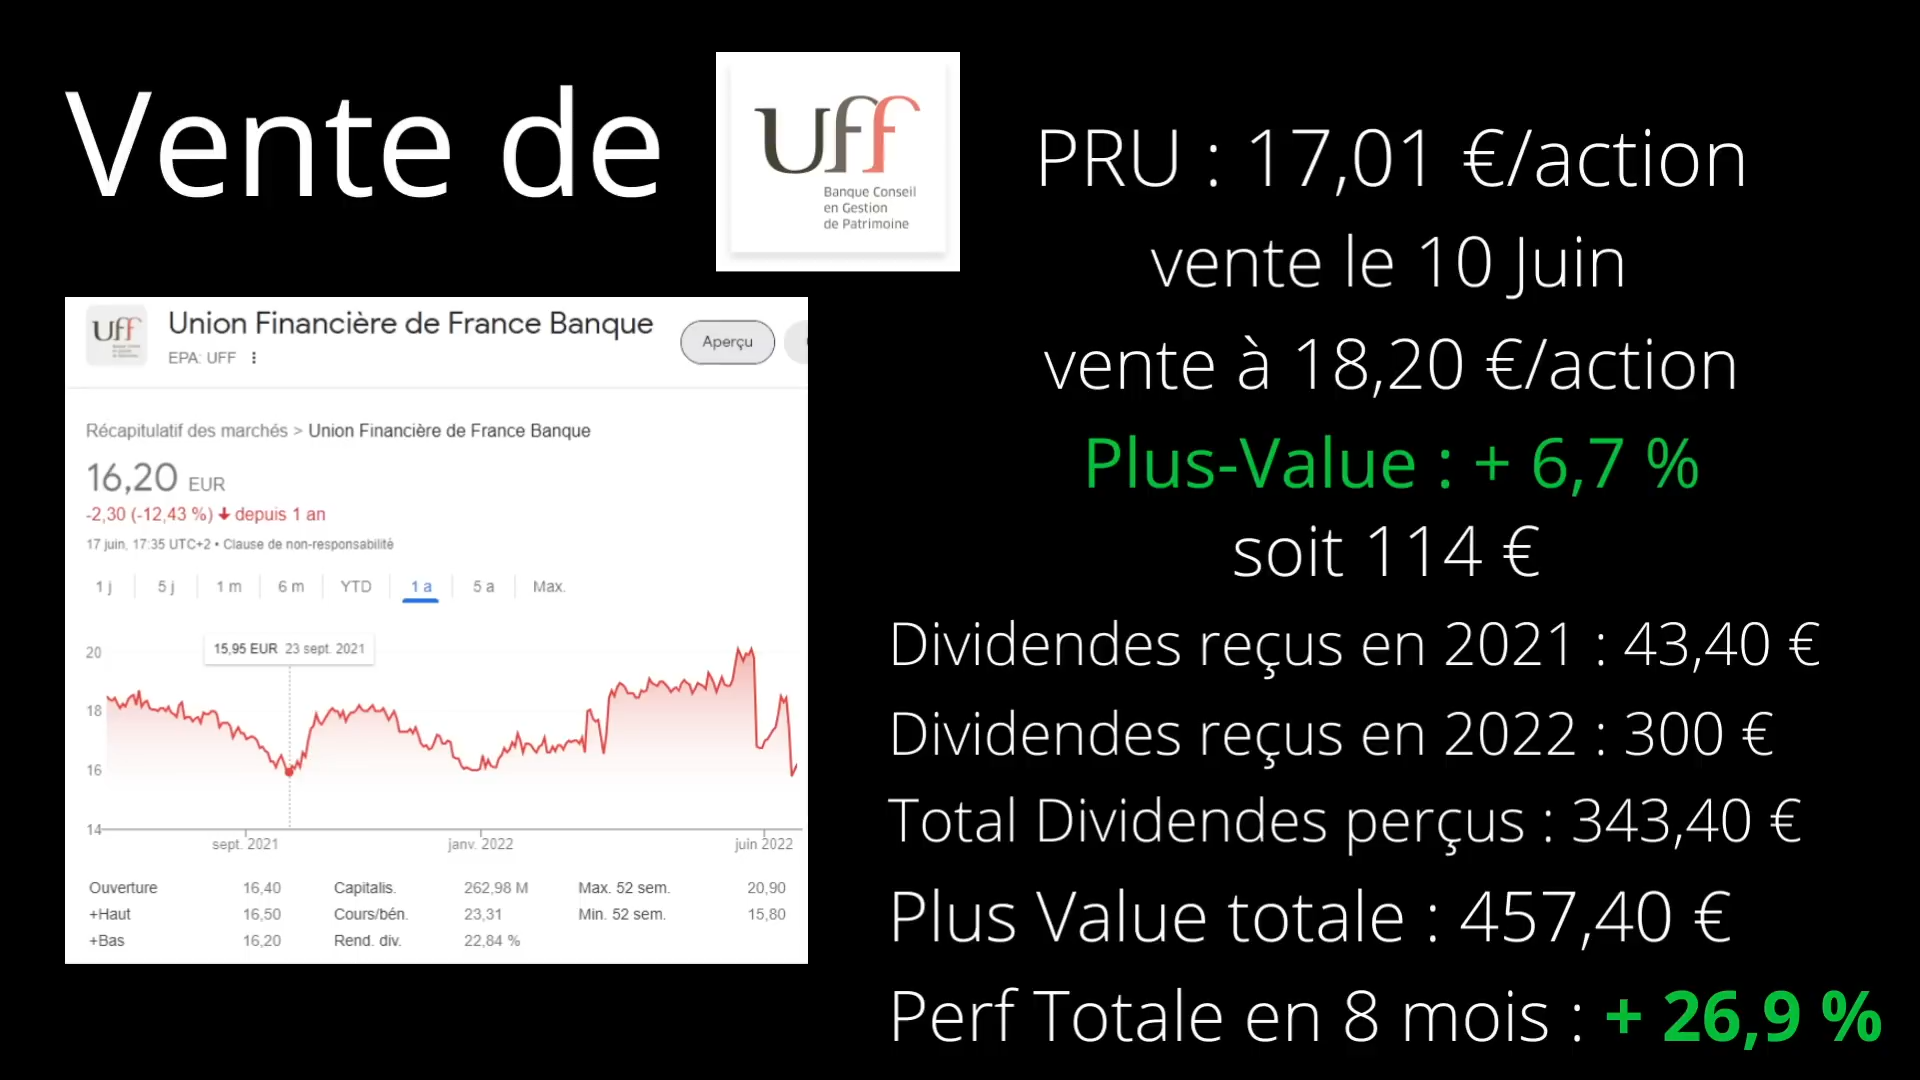 Vente de
uff
Banque Conseil
en Gestion
de Patrimoine
PRU : 17,01 €/action
vente le 10 Juin
vente à 18,20 €/action
Plus-Value : + 6,7 %
soit 114 €
Dividendes reçus en 2021 : 43,40 €
Dividendes reçus en 2022 : 300 €
Total Dividendes perçus : 343,40 €
Plus Value totale : 457,40 €
Perf Totale en 8 mois : + 26,9 %
uff
Union Financière de France Banque
EPA: UFF
Aperçu
Récapitulatif des marchés > Union Financière de France Banque
16,20 EUR
-2,30 (-12,43 %) depuis 1 an
17 juin, 17:35 UTC+2 • Clause de non-responsabilité
1 j 5 j 1 m 6 m YTD 1 a 5 a Max.
15,95 EUR 23 sept. 2021
20
18
16
14
sept. 2021 janv. 2022 juin 2022
Ouverture 16,40 Capitalis. 262,98 M Max. 52 sem. 20,90
+Haut 16,50 Cours/bén. 23,31 Min. 52 sem. 15,80
+Bas 16,20 Rend. div. 22,84 %